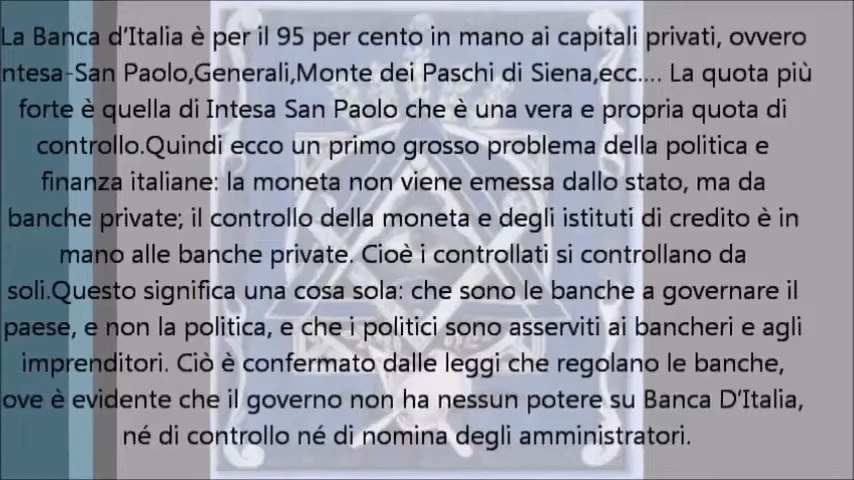 La Banca d'Italia è per il 95 per cento in mano ai capitali privati, ovvero
ntesa-San Paolo,Generali,Monte dei Paschi di Siena,ecc.... La quota più
forte è quella di Intesa San Paolo che è una vera e propria quota di
controllo.Quindi ecco un primo grosso problema della politica e
finanza italiane: la moneta non viene emessa dallo stato, ma da
banche private; il controllo della moneta e degli istituti di credito è in
mano alle banche private. Cioè i controllati si controllano da
soli.Questo significa una cosa sola: che sono le banche a governare il
paese, e non la politica, e che i politici sono asserviti ai bancheri e agli
imprenditori. Ciò è confermato dalle leggi che regolano le banche,
ove è evidente che il governo non ha nessun potere su Banca D'Italia,
né di controllo né di nomina degli amministratori.